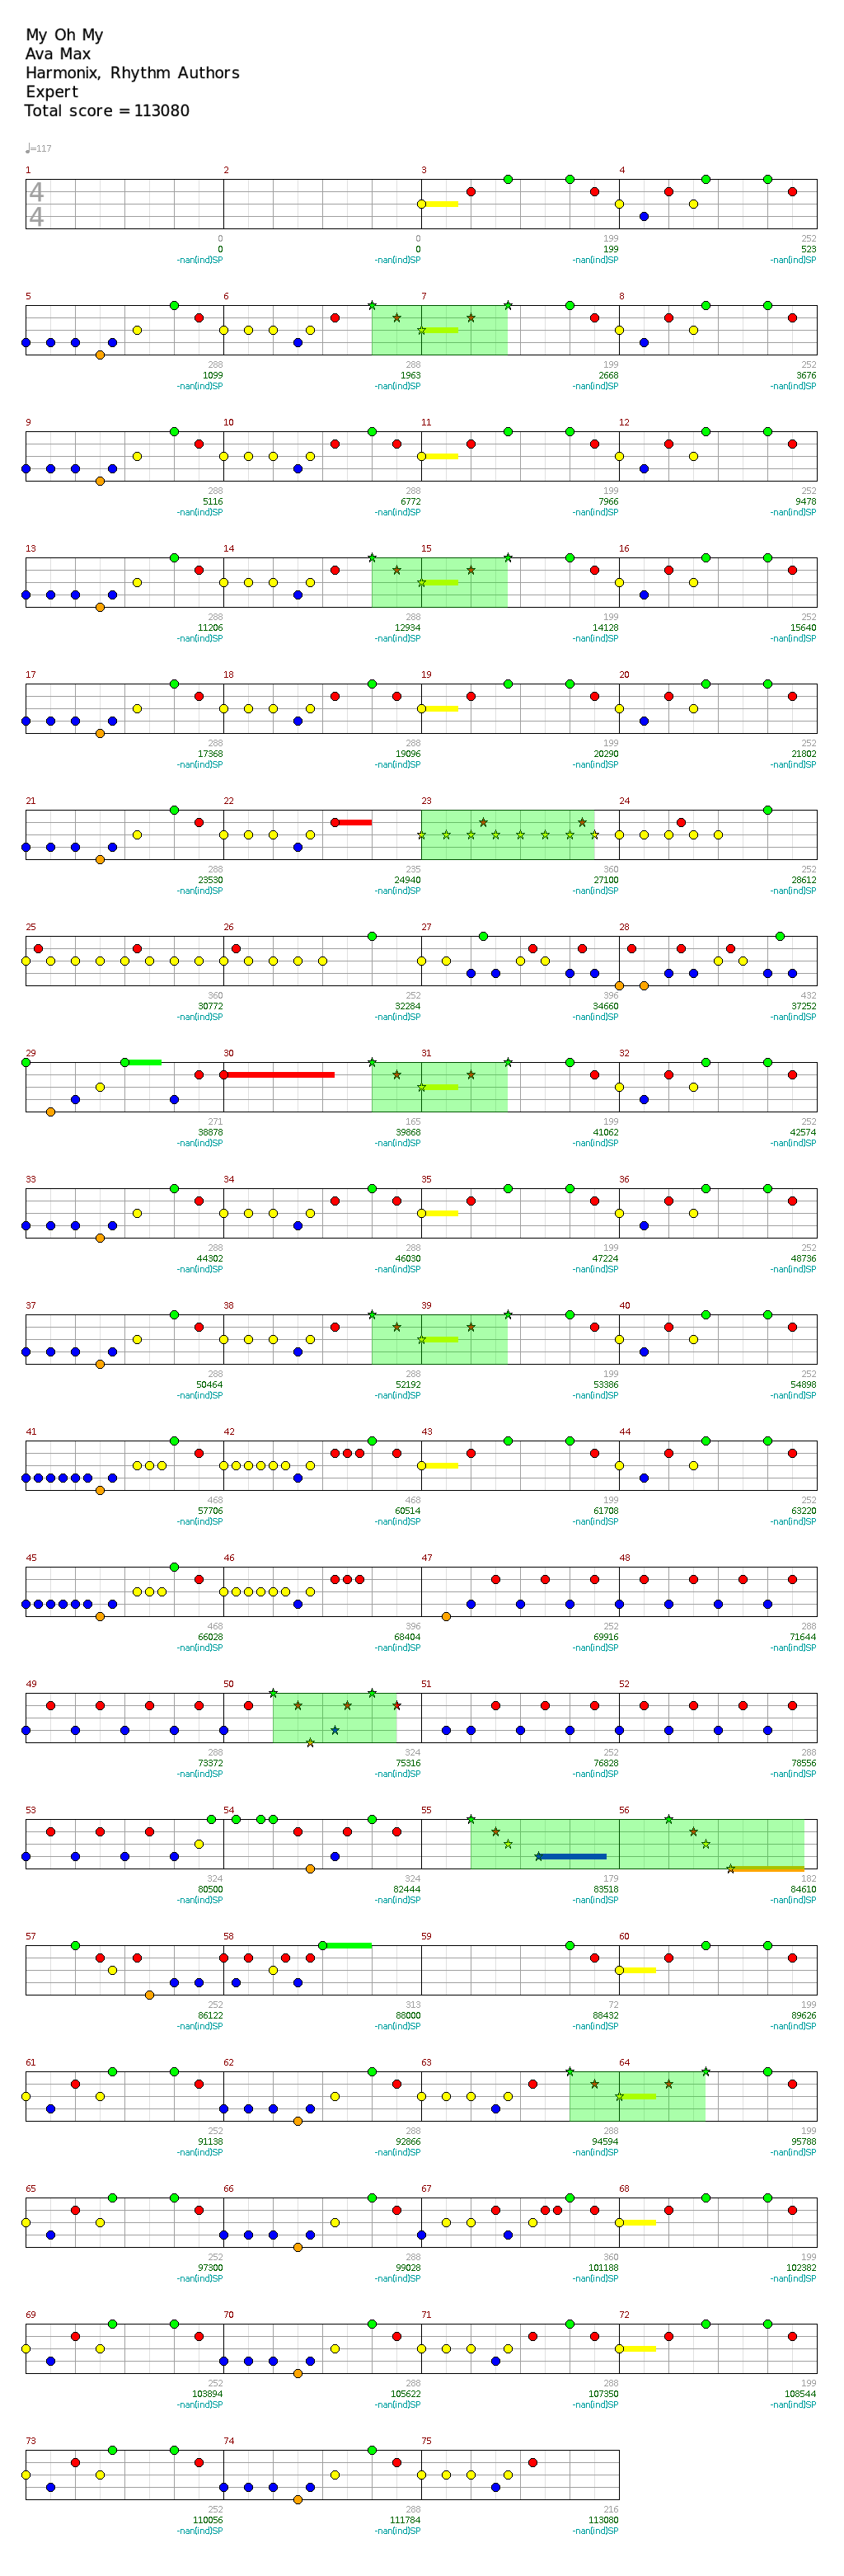 My Oh My
Ava Max
Harmonix, Rhythm Authors
Expert
Total score = 113080
♩=117
1 2 3 4
4
4
0 0 199 252
0 0 199 523
-nan(ind)SP -nan(ind)SP -nan(ind)SP -nan(ind)SP
5 6 7 8
288 288 199 252
1099 1963 2668 3676
-nan(ind)SP -nan(ind)SP -nan(ind)SP -nan(ind)SP
9 10 11 12
288 288 199 252
5116 6772 7966 9478
-nan(ind)SP -nan(ind)SP -nan(ind)SP -nan(ind)SP
13 14 15 16
288 288 199 252
11206 12934 14128 15640
-nan(ind)SP -nan(ind)SP -nan(ind)SP -nan(ind)SP
17 18 19 20
288 288 199 252
17368 19096 20290 21802
-nan(ind)SP -nan(ind)SP -nan(ind)SP -nan(ind)SP
21 22 23 24
288 235 360 252
23530 24940 27100 28612
-nan(ind)SP -nan(ind)SP -nan(ind)SP -nan(ind)SP
25 26 27 28
360 252 396 432
30772 32284 34660 37252
-nan(ind)SP -nan(ind)SP -nan(ind)SP -nan(ind)SP
29 30 31 32
271 165 199 252
38878 39868 41062 42574
-nan(ind)SP -nan(ind)SP -nan(ind)SP -nan(ind)SP
33 34 35 36
288 288 199 252
44302 46030 47224 48736
-nan(ind)SP -nan(ind)SP -nan(ind)SP -nan(ind)SP
37 38 39 40
288 288 199 252
50464 52192 53386 54898
-nan(ind)SP -nan(ind)SP -nan(ind)SP -nan(ind)SP
41 42 43 44
468 468 199 252
57706 60514 61708 63220
-nan(ind)SP -nan(ind)SP -nan(ind)SP -nan(ind)SP
45 46 47 48
468 396 252 288
66028 68404 69916 71644
-nan(ind)SP -nan(ind)SP -nan(ind)SP -nan(ind)SP
49 50 51 52
288 324 252 288
73372 75316 76828 78556
-nan(ind)SP -nan(ind)SP -nan(ind)SP -nan(ind)SP
53 54 55 56
324 324 179 182
80500 82444 83518 84610
-nan(ind)SP -nan(ind)SP -nan(ind)SP -nan(ind)SP
57 58 59 60
252 313 72 199
86122 88000 88432 89626
-nan(ind)SP -nan(ind)SP -nan(ind)SP -nan(ind)SP
61 62 63 64
252 288 288 199
91138 92866 94594 95788
-nan(ind)SP -nan(ind)SP -nan(ind)SP -nan(ind)SP
65 66 67 68
252 288 360 199
97300 99028 101188 102382
-nan(ind)SP -nan(ind)SP -nan(ind)SP -nan(ind)SP
69 70 71 72
252 288 288 199
103894 105622 107350 108544
-nan(ind)SP -nan(ind)SP -nan(ind)SP -nan(ind)SP
73 74 75
252 288 216
110056 111784 113080
-nan(ind)SP -nan(ind)SP -nan(ind)SP